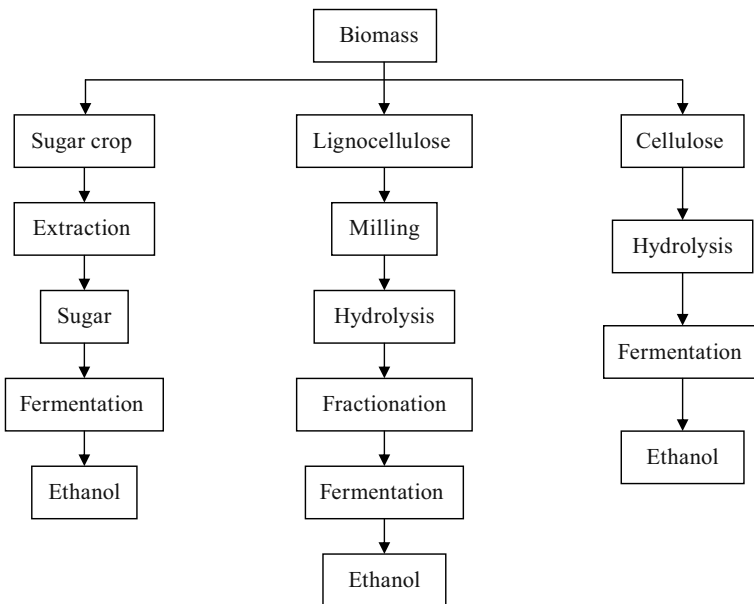 Biomass
Sugar crop
Extraction
Sugar
Fermentation
Ethanol
Lignocellulose
Milling
Hydrolysis
Fractionation
Fermentation
Ethanol
Cellulose
Hydrolysis
Fermentation
Ethanol